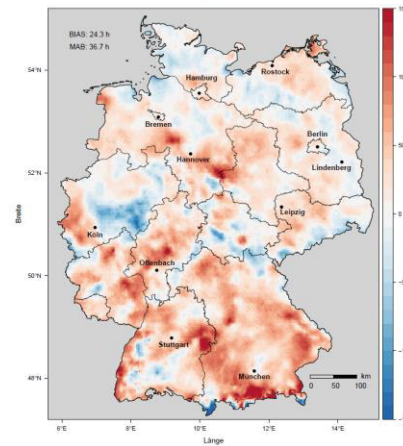 BIAS: 24.3 h
MAB: 36.7 h
54°N
52°N
50°N
48°N
Breite
Rostock
Hamburg
Bremen
Berlin
Hannover
Lindenberg
Leipzig
Köln
Offenbach
Stuttgart
München
0 50 100
km
6°E 8°E 10°E 12°E 14°E
Länge